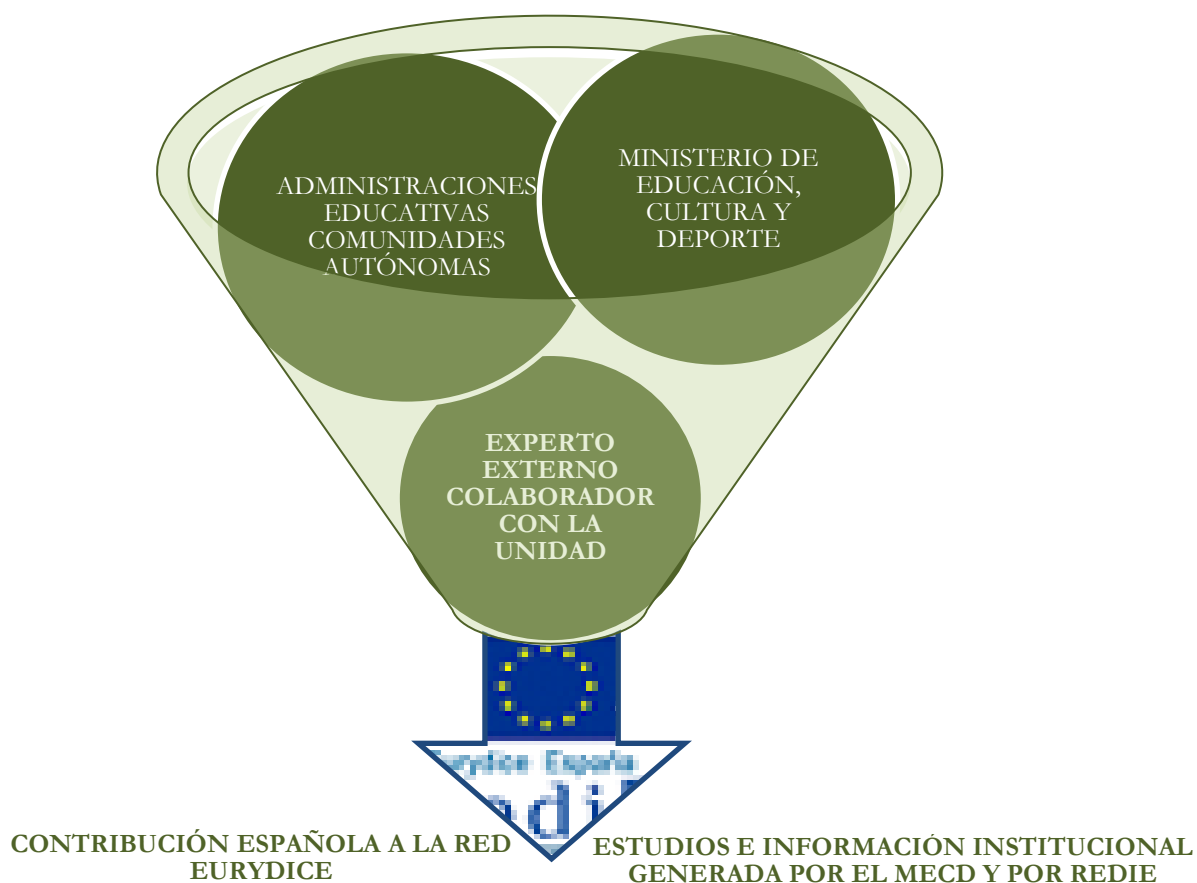 ADMINISTRACIONES
EDUCATIVAS
COMUNIDADES
AUTÓNOMAS
MINISTERIO DE
EDUCACIÓN,
CULTURA Y
DEPORTE
EXPERTO
EXTERNO
COLABORADOR
CON LA
UNIDAD
Eurydice España
CONTRIBUCIÓN ESPAÑOLA A LA RED
EURYDICE
ESTUDIOS E INFORMACIÓN INSTITUCIONAL
GENERADA POR EL MECD Y POR REDIE